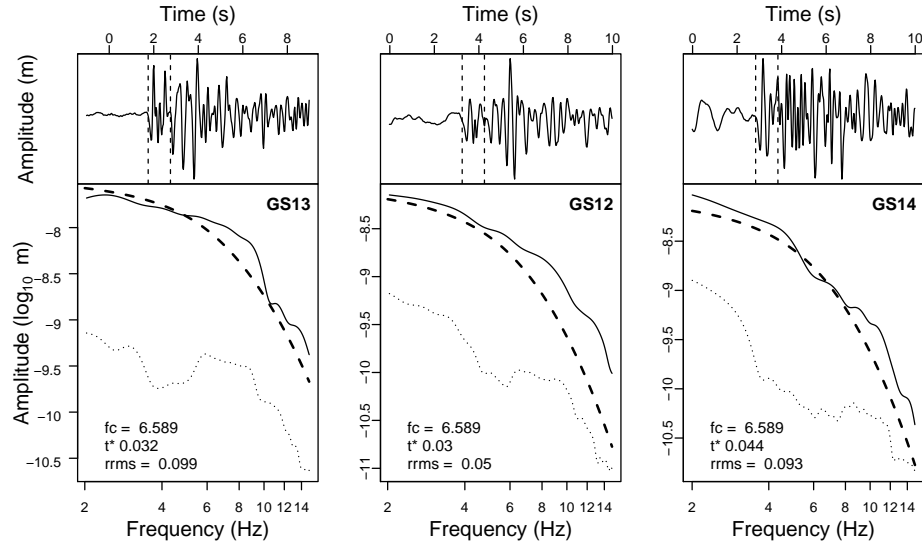 Time (s)
Time (s)
Time (s)
0 2 4 6 8
0 2 4 6 8 10
0 2 4 6 8 10
Amplitude (m)
GS13
GS12
GS14
Amplitude (log10 m)
−8
−8.5
−9
−9.5
−10
−10.5
−8.5
−9
−9.5
−10
−10.5
−11
−8.5
−9
−9.5
−10
−10.5
fc = 6.589
t* 0.032
rrms = 0.099
fc = 6.589
t* 0.03
rrms = 0.05
fc = 6.589
t* 0.044
rrms = 0.093
2 4 6 8 10 12 14
2 4 6 8 10 12 14
2 4 6 8 10 12 14
Frequency (Hz)
Frequency (Hz)
Frequency (Hz)